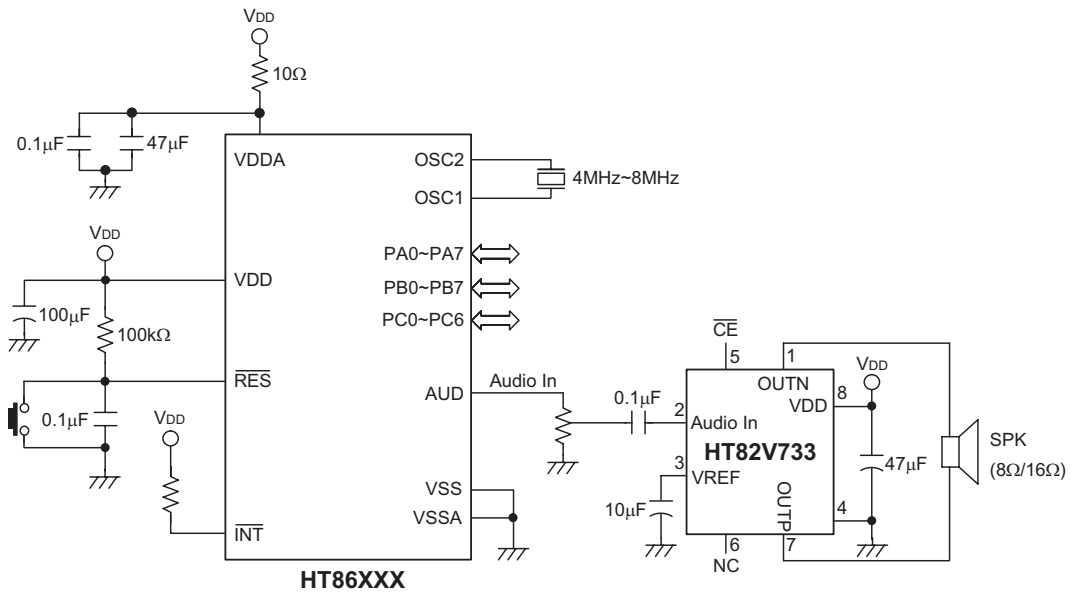 VDD
10Ω
0.1μF
47μF
VDDA
OSC2
OSC1
4MHz~8MHz
VDD
VDD
100μF
100kΩ
PA0~PA7
PB0~PB7
PC0~PC6
RES
0.1μF
VDD
INT
AUD
Audio In
VSS
VSSA
HT86XXX
0.1μF
CE
5
1
OUTN
VDD
8
VDD
2
Audio In
HT82V733
3
VREF
10μF
OUTP
4
47μF
6
NC
7
SPK
(8Ω/16Ω)